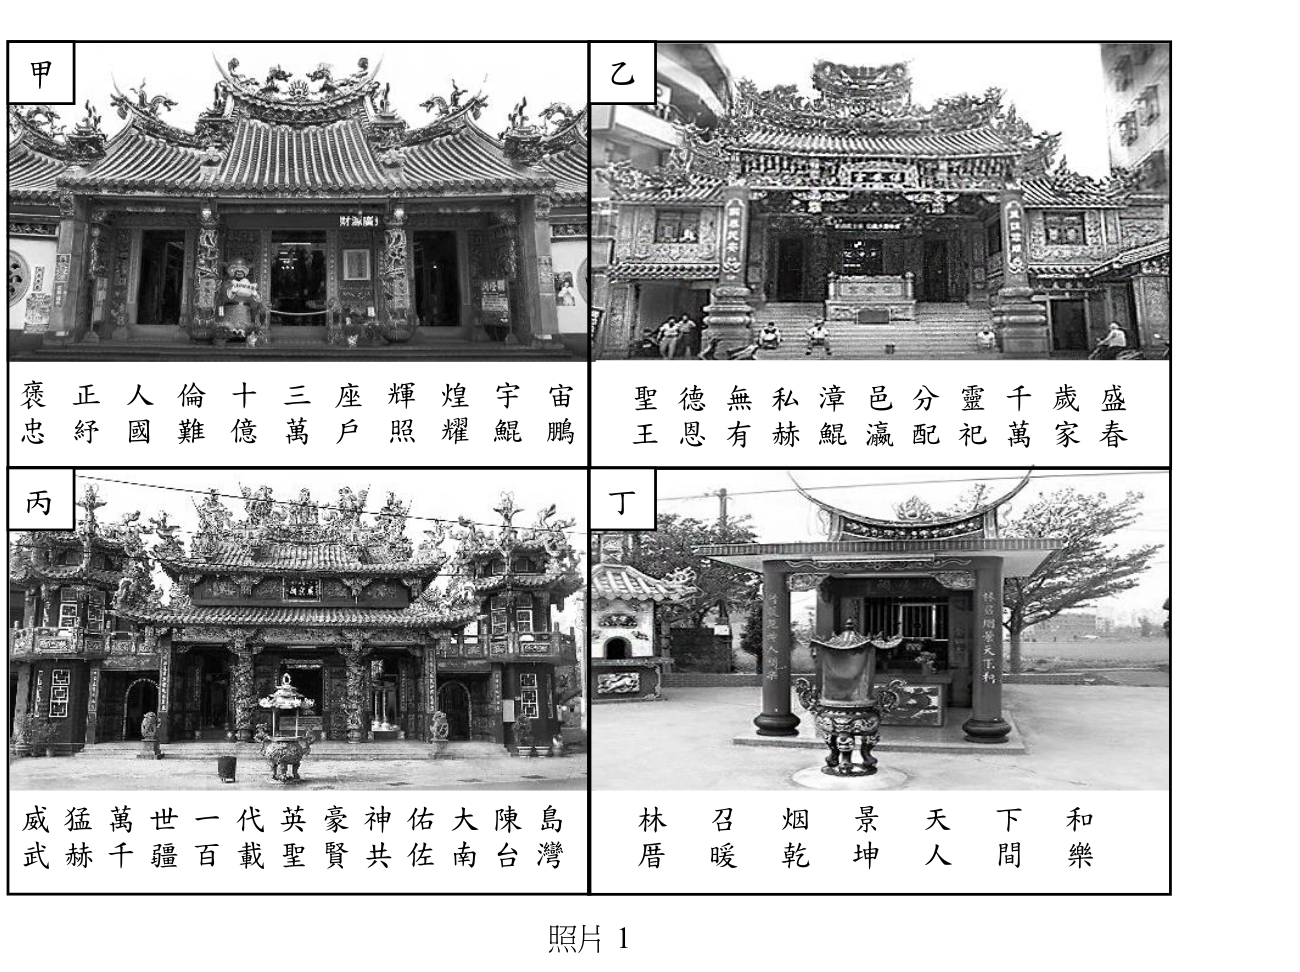 甲
財源廣
褒正人倫十三座輝煌宇宙
忠紓國難億萬戶照耀鯤鵬
乙
聖德無私漳邑分靈千歲盛
王恩有赫鯤瀛配祀萬家春
丙
威猛萬世一代英豪神佑大陳島
武赫千疆百載聖賢共佐南台灣
丁
林召烟景天下和
厝暖乾坤人間樂
照片 1